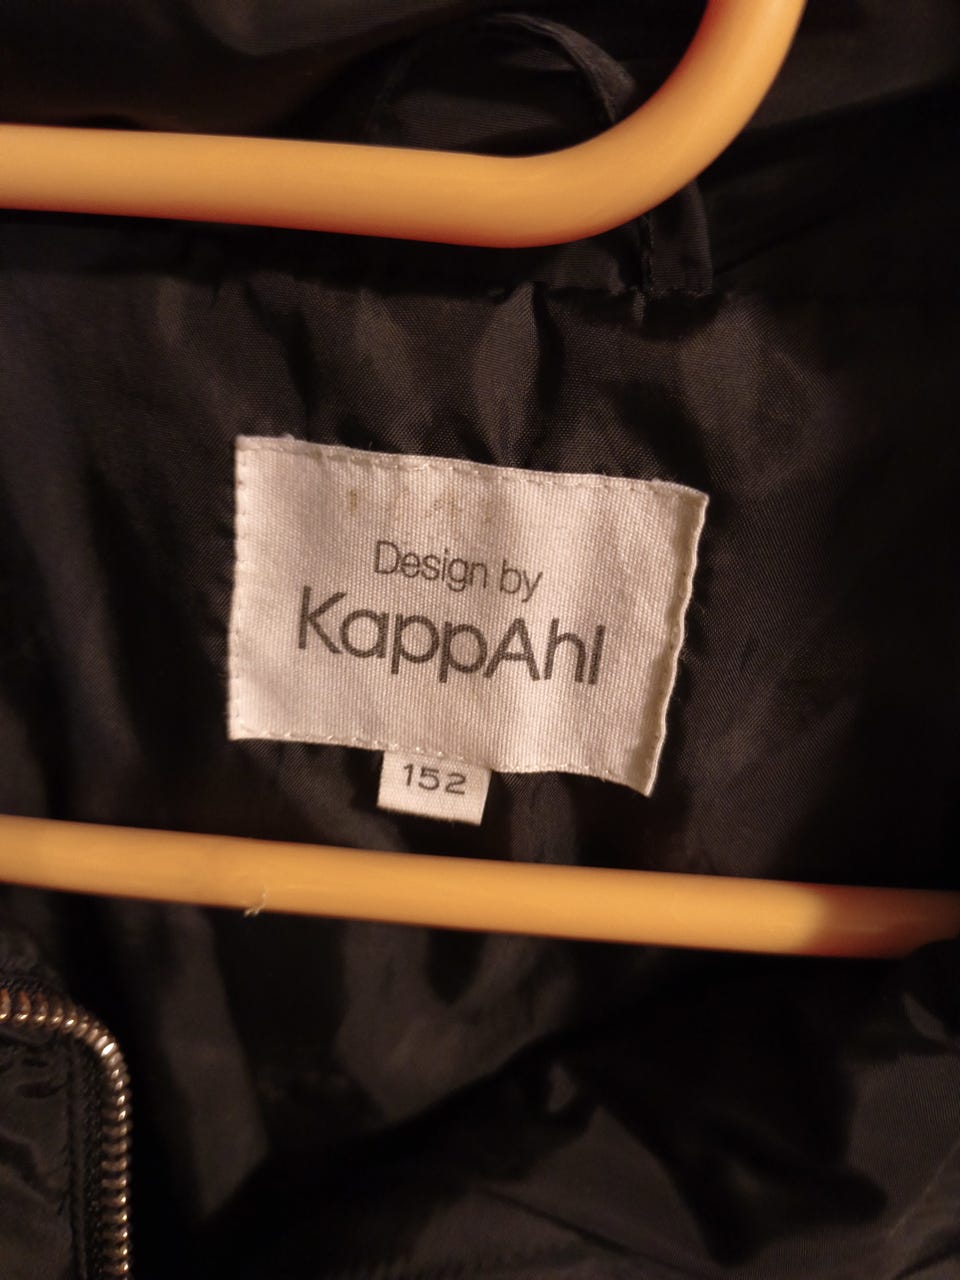 Design by
KappAhl
152